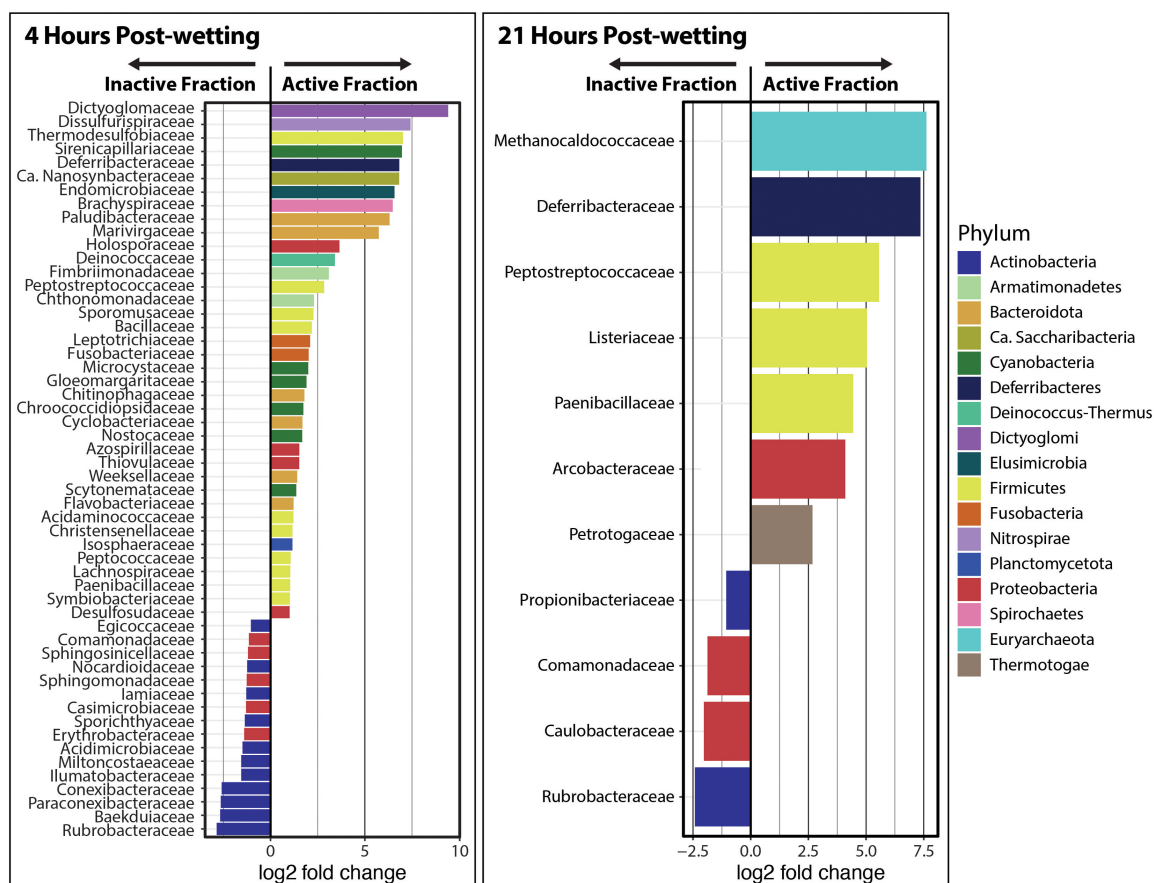 4 Hours Post-wetting
Inactive Fraction
Active Fraction
Dictyoglomaceae
Dissulfurispiraceae
Thermodesulfobiaceae
Sirenicapillariaceae
Deferribacteraceae
Ca. Nanosynbacteraceae
Endomicrobiaceae
Brachyspiraceae
Paludibacteraceae
Marivirgaceae
Holosporaceae
Deinococcaceae
Fimbriimonadaceae
Peptostreptococcaceae
Chthonomonadaceae
Sporomusaceae
Bacillaceae
Leptotrichiaceae
Fusobacteriaceae
Microcystaceae
Gloeomargaritaceae
Chitinophagaceae
Chroococcidiopsidaceae
Cyclobacteriaceae
Nostocaceae
Azospirillaceae
Thiovulaceae
Weeksellaceae
Scytonemataceae
Flavobacteriaceae
Acidaminococcaceae
Christensenellaceae
Isosphaeraceae
Peptococcaceae
Lachnospiraceae
Paenibacillaceae
Symbiobacteriaceae
Desulfosudaceae
Egicoccaceae
Comamonadaceae
Sphingosinicellaceae
Nocardioidaceae
Sphingomonadaceae
Iamiaceae
Casimicrobiaceae
Sporichthyaceae
Erythrobacteraceae
Acidimicrobiaceae
Miltoncostaeaceae
Ilumatobacteraceae
Conexibacteraceae
Paraconexibacteraceae
Baekduiaceae
Rubrobacteraceae
0 5 10
log2 fold change
21 Hours Post-wetting
Inactive Fraction
Active Fraction
Methanocaldococcaceae
Deferribacteraceae
Peptostreptococcaceae
Listeriaceae
Paenibacillaceae
Arcobacteraceae
Petrotogaceae
Propionibacteriaceae
Comamonadaceae
Caulobacteraceae
Rubrobacteraceae
−2.5 0.0 2.5 5.0 7.5
log2 fold change
Phylum
Actinobacteria
Armatimonadetes
Bacteroidota
Ca. Saccharibacteria
Cyanobacteria
Deferribacteres
Deinococcus-Thermus
Dictyoglomi
Elusimicrobia
Firmicutes
Fusobacteria
Nitrospirae
Planctomycetota
Proteobacteria
Spirochaetes
Euryarchaeota
Thermotogae